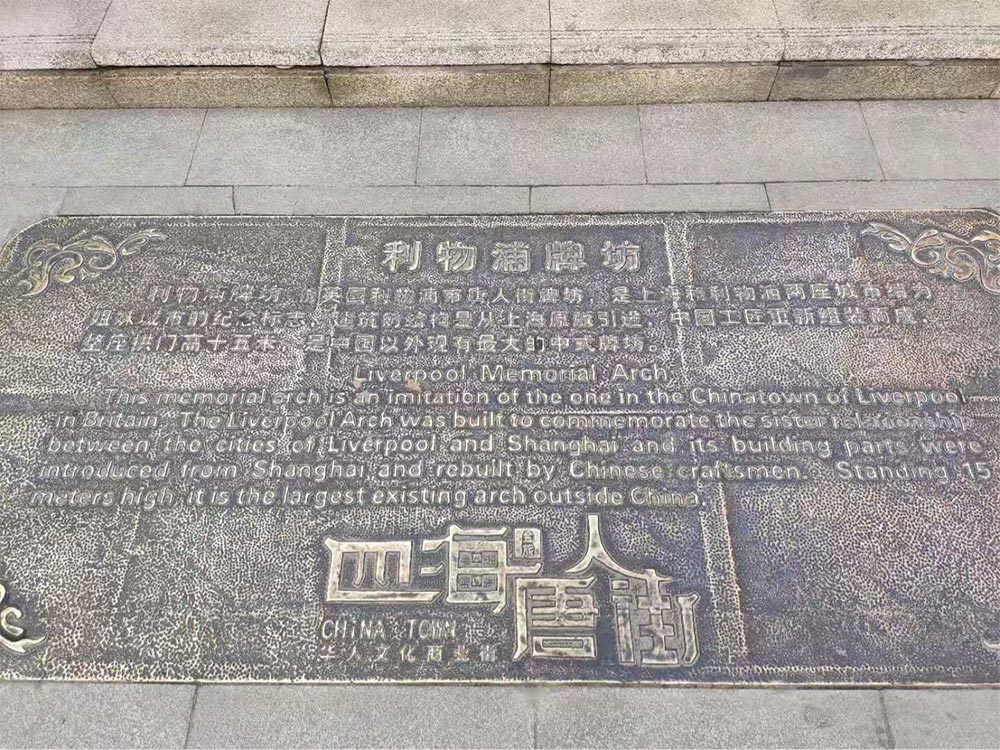 利物浦牌坊
利物浦牌坊 仿英国利物浦市唐人街牌坊，是上海和利物浦两座城市结为
姐妹城市的纪念标志，建筑的结构是从上海原版引进，中国工匠重新组装而成，
整座拱门高十五米，是中国以外现有最大的中式牌坊。
Liverpool Memorial Arch
This memorial arch is an imitation of the one in the Chinatown of Liverpool
in Britain. The Liverpool Arch was built to commemorate the sister relationship
between the cities of Liverpool and Shanghai and its building parts were
introduced from Shanghai and rebuilt by Chinese craftsmen. Standing 15
meters high, it is the largest existing arch outside China.
四海唐人街
CHINA TOWN
华人文化商业街